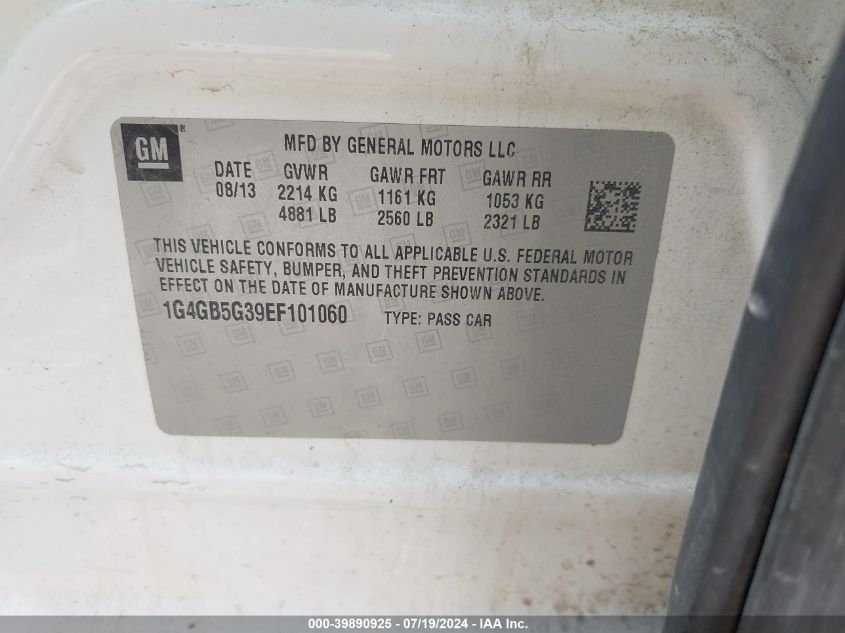 GM
MFD BY GENERAL MOTORS LLC
DATE GVWR GAWR FRT GAWR RR
08/13 2214 KG 1161 KG 1053 KG
4881 LB 2560 LB 2321 LB
THIS VEHICLE CONFORMS TO ALL APPLICABLE U.S. FEDERAL MOTOR
VEHICLE SAFETY, BUMPER, AND THEFT PREVENTION STANDARDS IN
EFFECT ON THE DATE OF MANUFACTURE SHOWN ABOVE.
1G4GB5G39EF101060 TYPE: PASS CAR
000-39890925 - 07/19/2024 - IAA Inc.